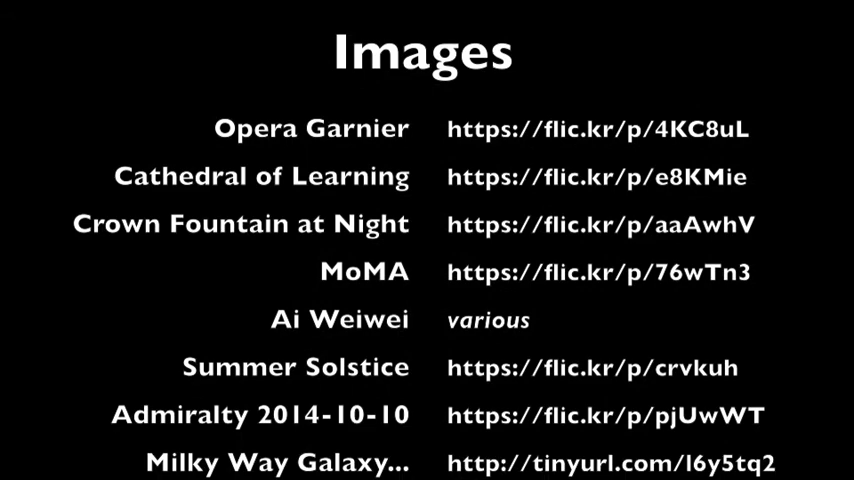 Images
Opera Garnier https://flic.kr/p/4KC8uL
Cathedral of Learning https://flic.kr/p/e8KMie
Crown Fountain at Night https://flic.kr/p/aaAwhV
MoMA https://flic.kr/p/76wTn3
Ai Weiwei various
Summer Solstice https://flic.kr/p/crvkuh
Admiralty 2014-10-10 https://flic.kr/p/pjUwWT
Milky Way Galaxy... http://tinyurl.com/l6y5tq2